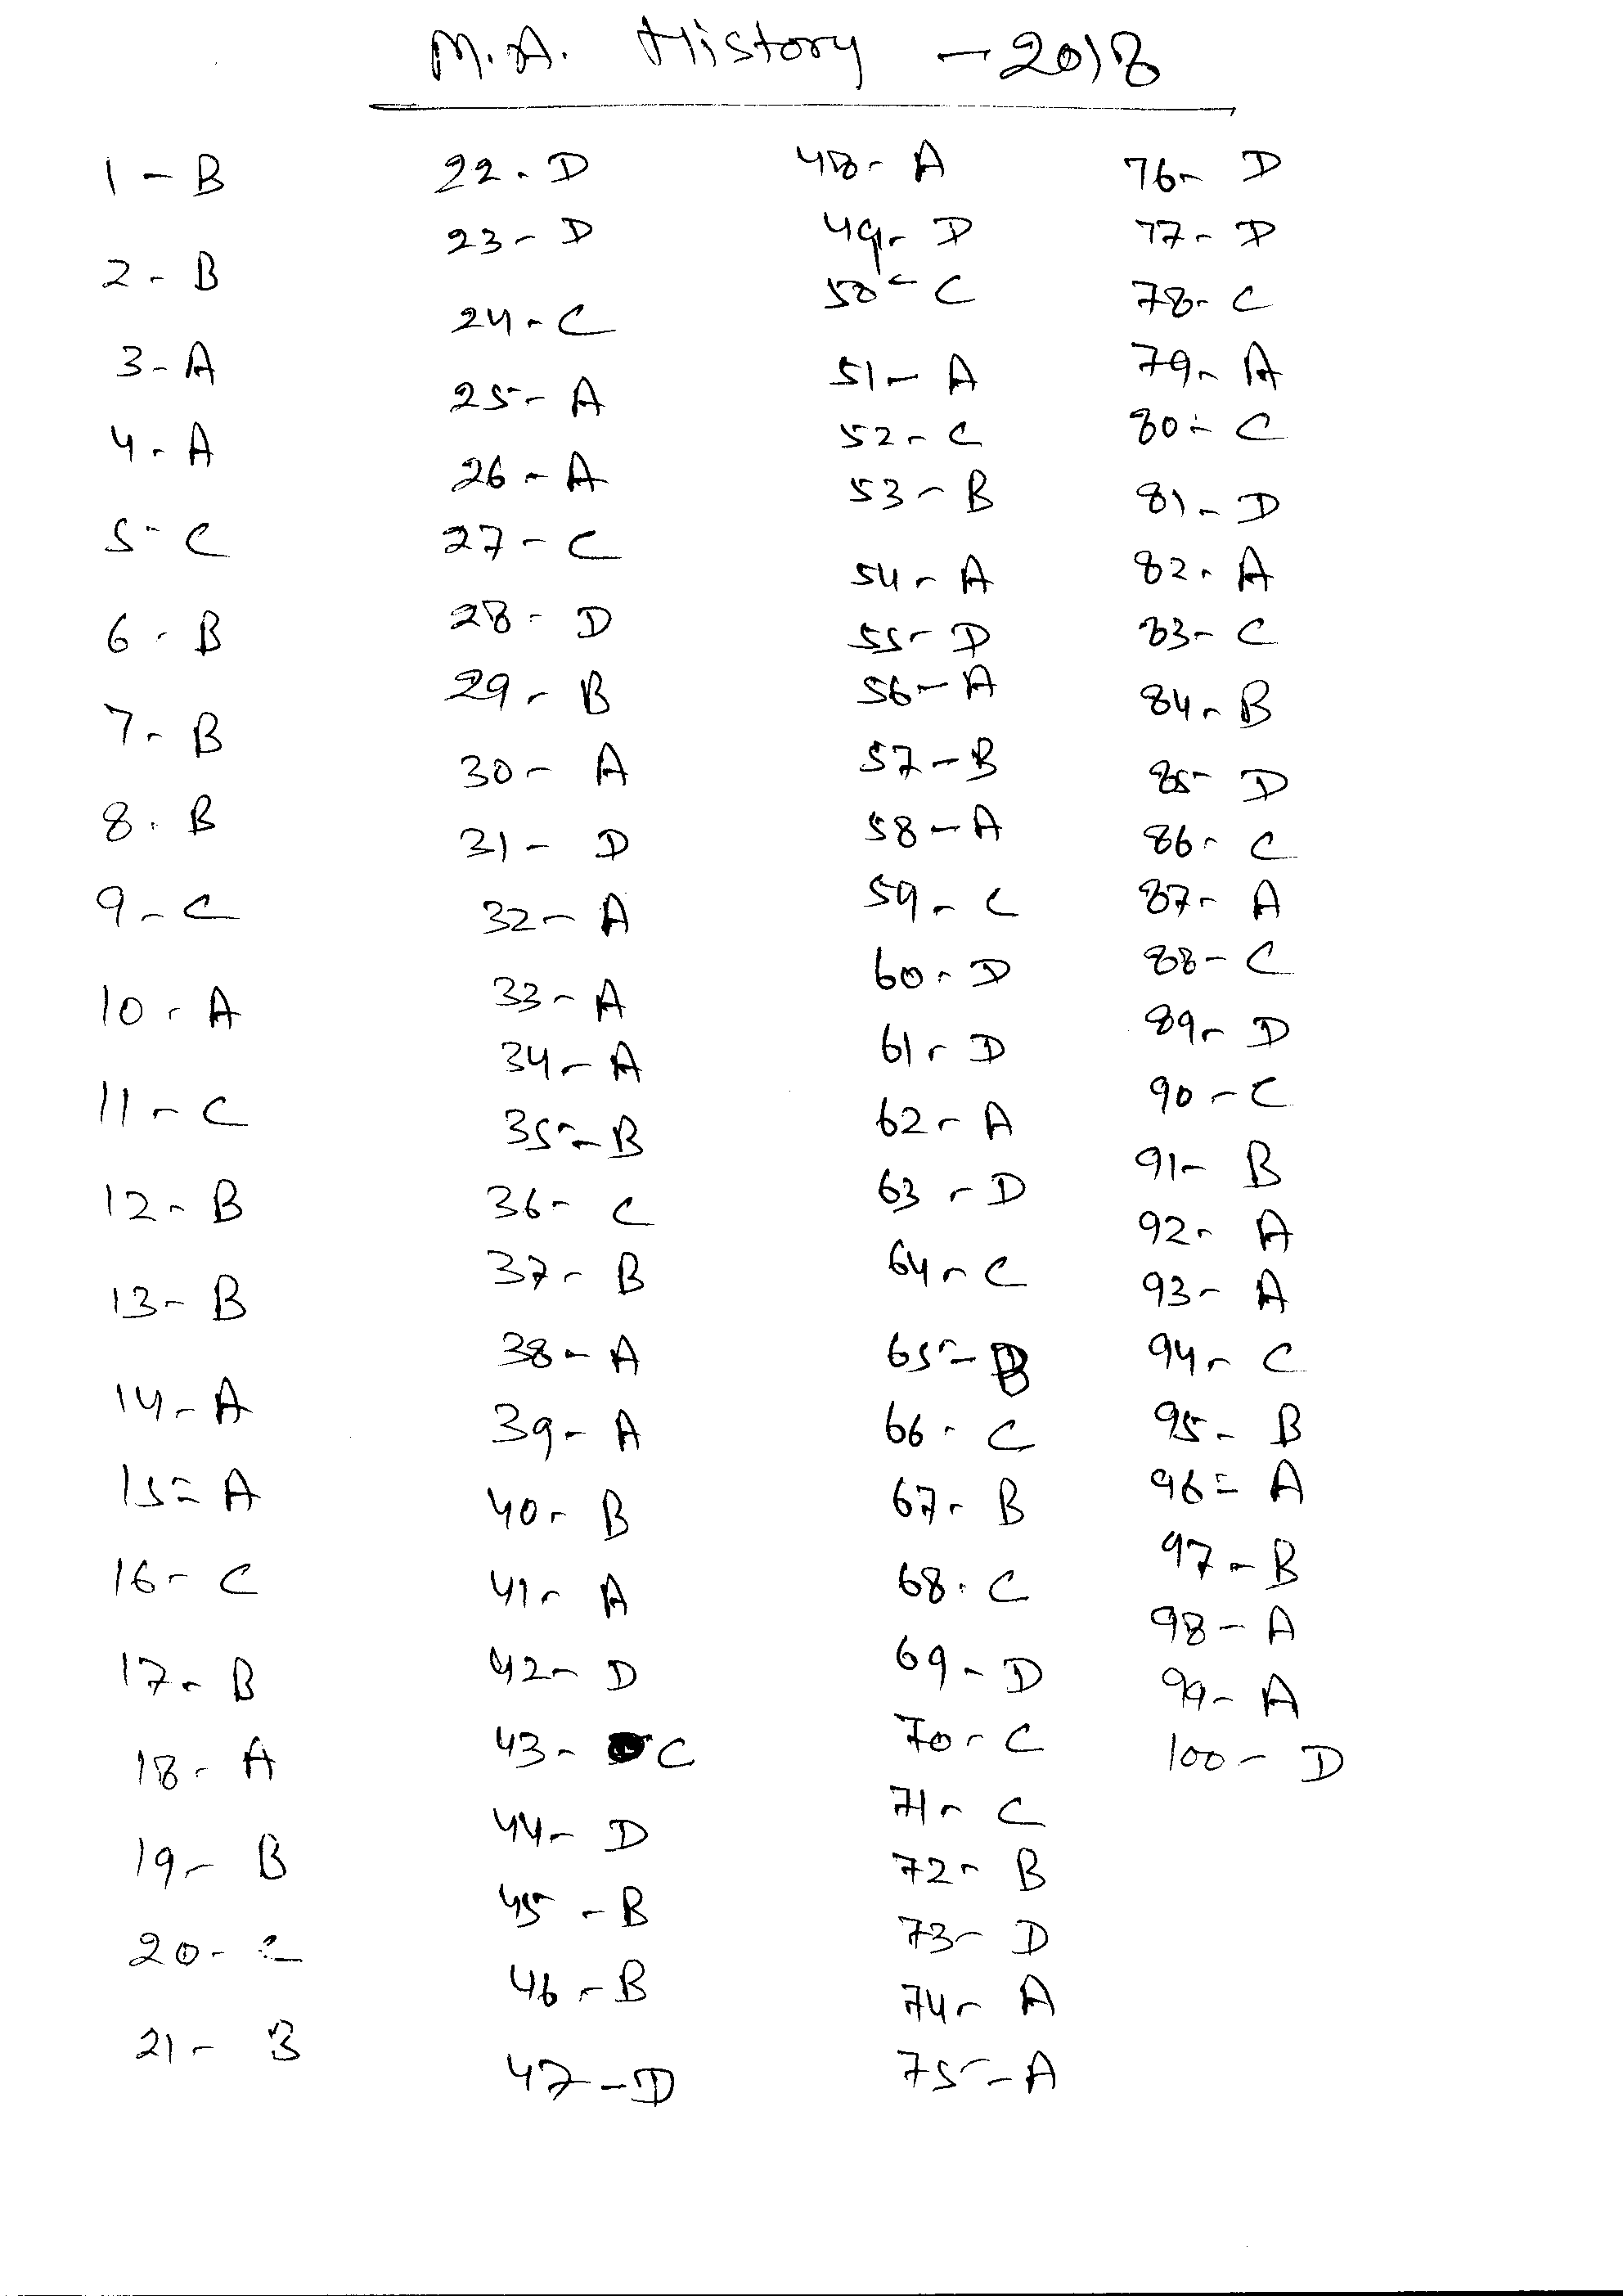 M.A. History - 2018
1 - B
2 - B
3 - A
4 - A
5 - C
6 - B
7 - B
8 - B
9 - C
10 - A
11 - C
12 - B
13 - B
14 - A
15 - A
16 - C
17 - B
18 - A
19 - B
20 - C
21 - B
22 - D
23 - D
24 - C
25 - A
26 - A
27 - C
28 - D
29 - B
30 - A
31 - D
32 - A
33 - A
34 - A
35 - B
36 - C
37 - B
38 - A
39 - A
40 - B
41 - A
42 - D
43 - C
44 - D
45 - B
46 - B
47 - D
48 - A
49 - D
50 - C
51 - A
52 - C
53 - B
54 - A
55 - D
56 - A
57 - B
58 - A
59 - C
60 - D
61 - D
62 - A
63 - D
64 - C
65 - B
66 - C
67 - B
68 - C
69 - D
70 - C
71 - C
72 - B
73 - D
74 - A
75 - A
76 - D
77 - D
78 - C
79 - A
80 - C
81 - D
82 - A
83 - C
84 - B
85 - D
86 - C
87 - A
88 - C
89 - D
90 - C
91 - B
92 - A
93 - A
94 - C
95 - B
96 - A
97 - B
98 - A
99 - A
100 - D